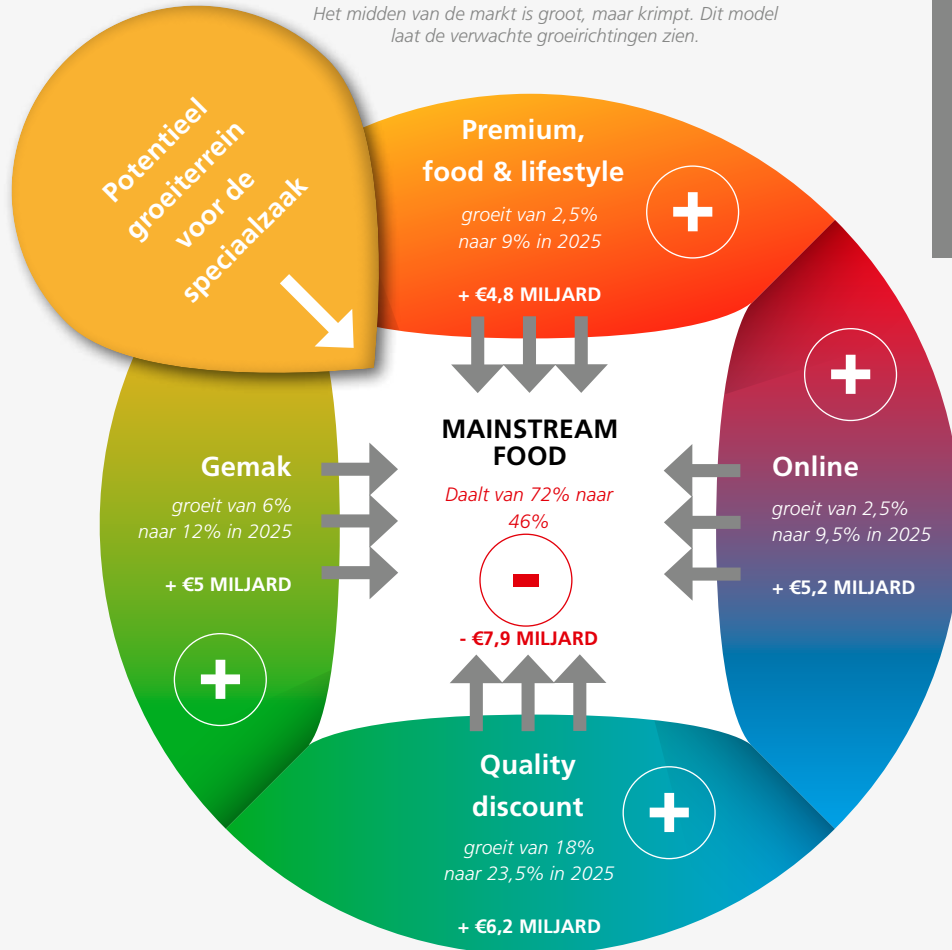 Het midden van de markt is groot, maar krimpt. Dit model
laat de verwachte groeirichtingen zien.
Potentieel
groeiterrein
voor de
speciaalzaak
Premium,
food & lifestyle
groeit van 2,5%
naar 9% in 2025
+ €4,8 MILJARD
MAINSTREAM
FOOD
Daalt van 72% naar
46%
- €7,9 MILJARD
Gemak
groeit van 6%
naar 12% in 2025
+ €5 MILJARD
Online
groeit van 2,5%
naar 9,5% in 2025
+ €5,2 MILJARD
Quality
discount
groeit van 18%
naar 23,5% in 2025
+ €6,2 MILJARD